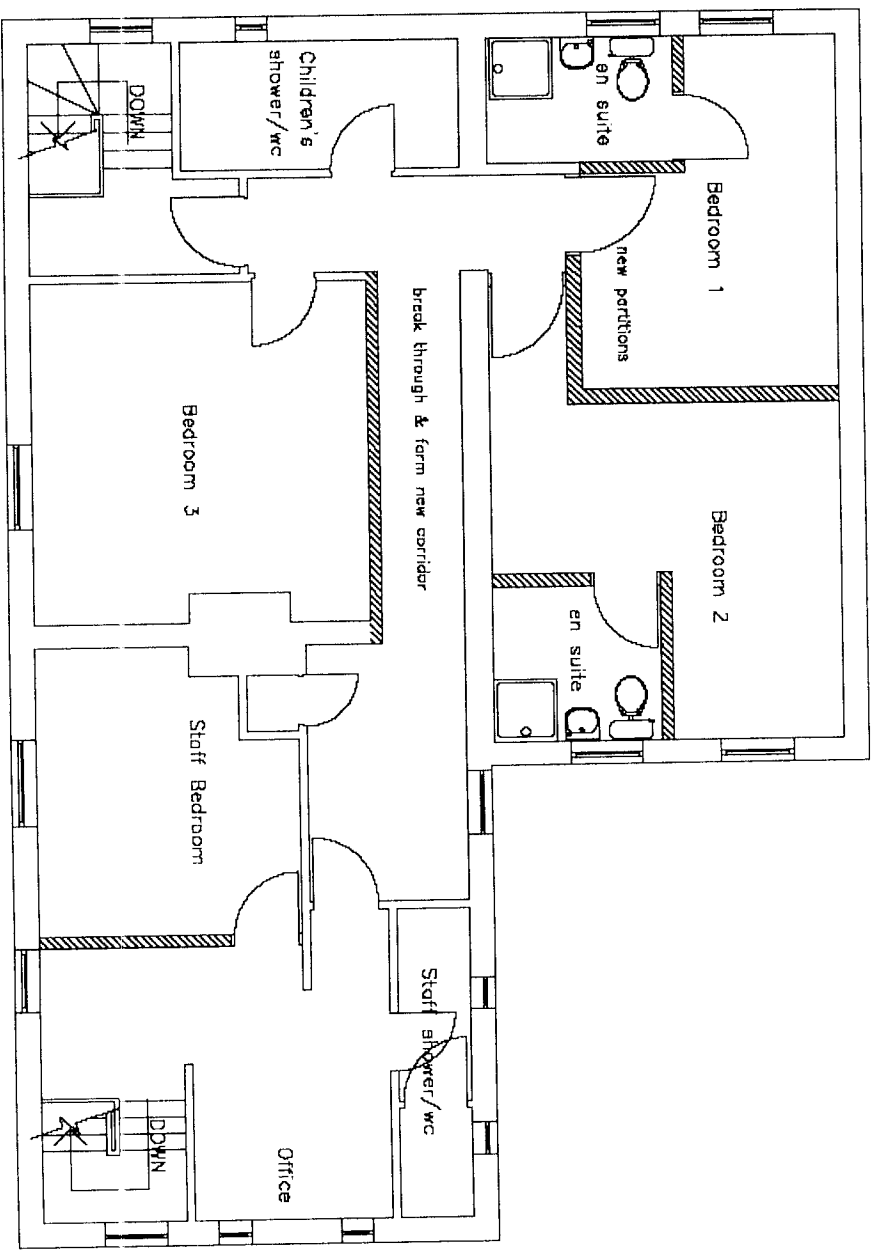 DOWN
Children's
shower/wc
en suite
Bedroom 1
new partitions
break through & form new corridor
Bedroom 3
Bedroom 2
en suite
Staff Bedroom
Staff shower/wc
Office
DOWN